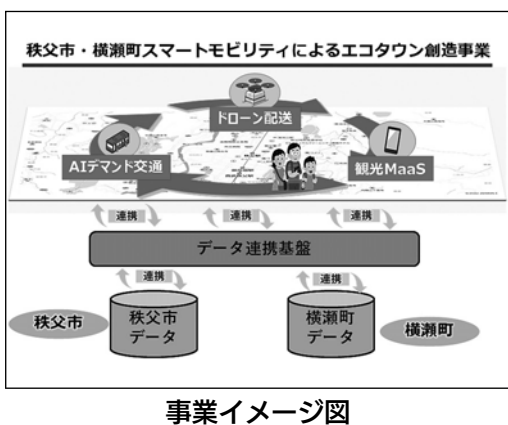 秩父市・横瀬町スマートモビリティによるエコタウン創造事業
ドローン配送
AIデマンド交通
観光MaaS
連携
連携
連携
データ連携基盤
連携
連携
秩父市
秩父市
データ
横瀬町
データ
横瀬町
事業イメージ図